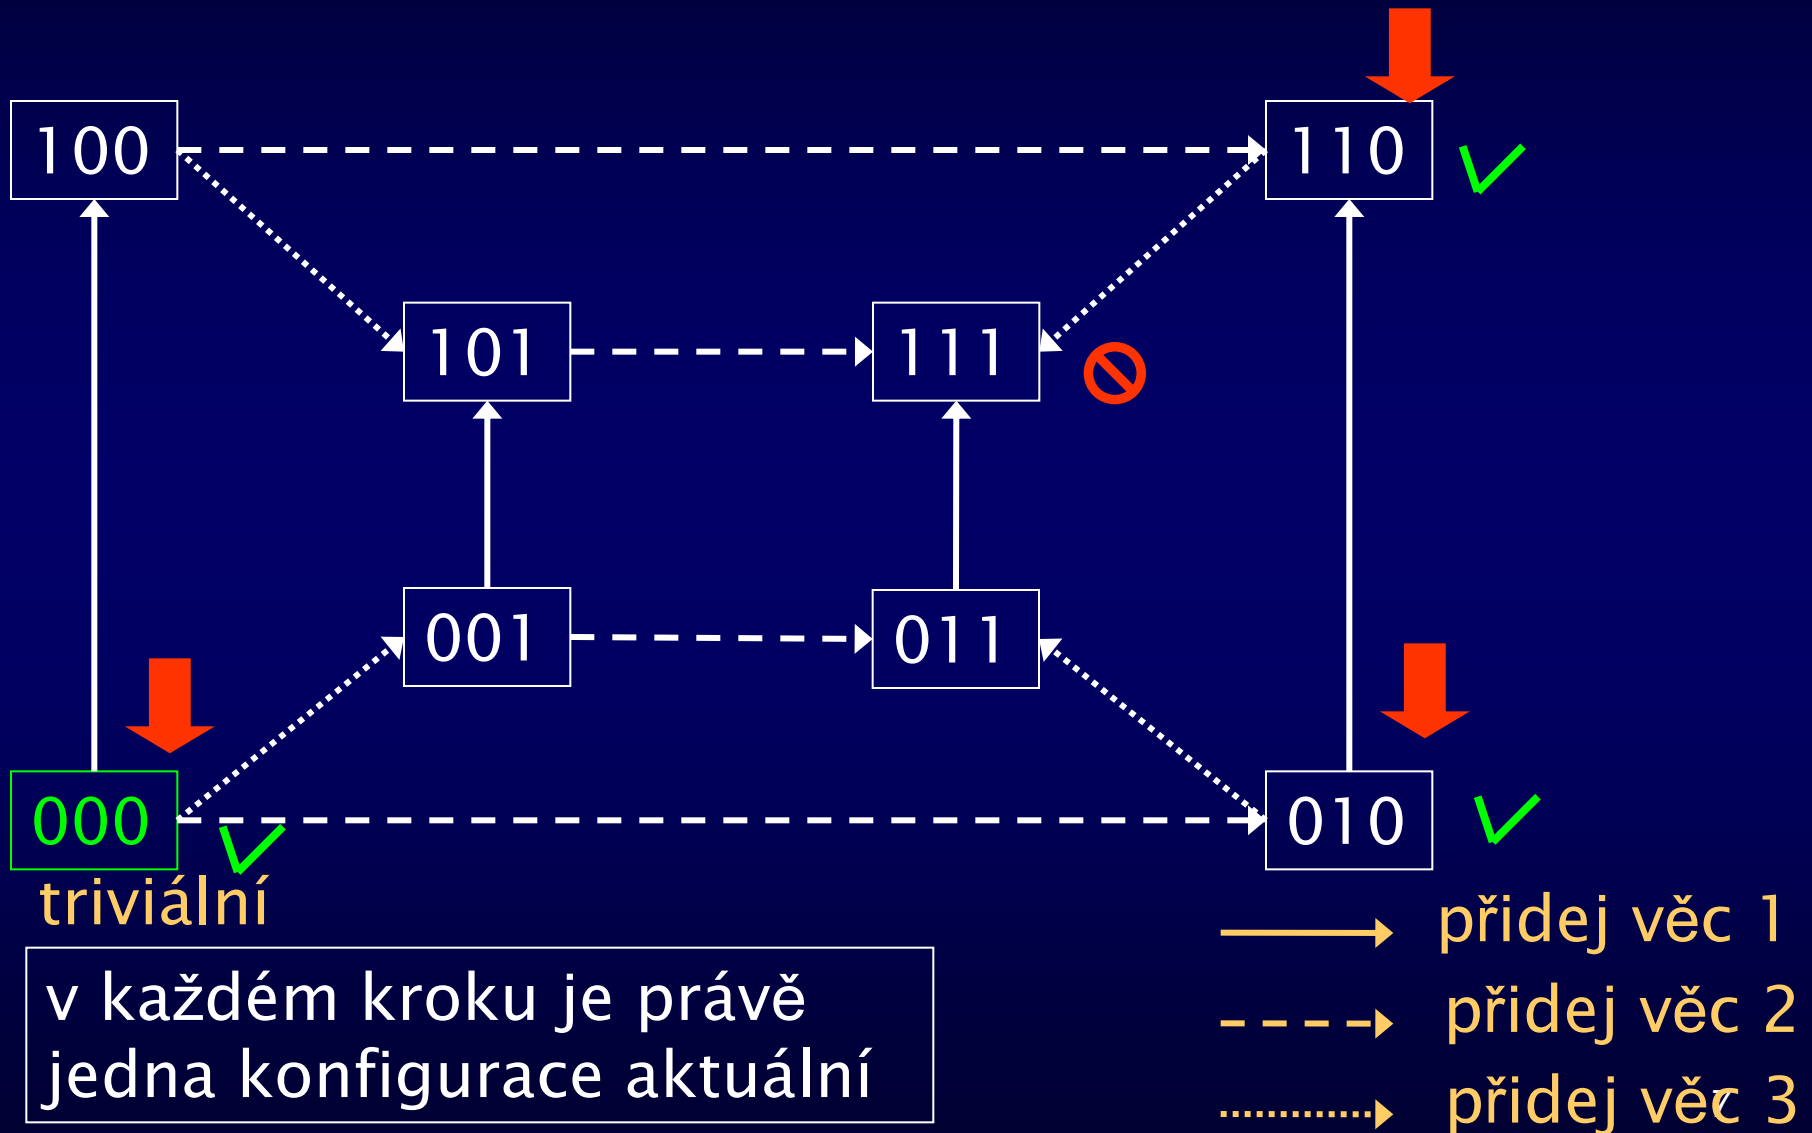 100
110
101
111
001
011
000
010
triviální
v každém kroku je právě
jedna konfigurace aktuální
přidej věc 1
přidej věc 2
přidej věc 3
7